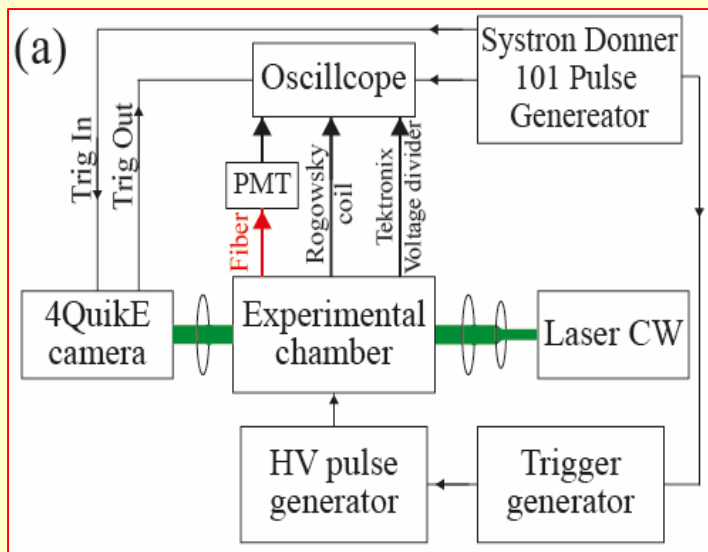 (a)
Systron Donner
101 Pulse
Genereator
Oscillcope
Trig In
Trig Out
PMT
Fiber
Rogowsky
coil
Tektronix
Voltage divider
4QuikE
camera
Experimental
chamber
Laser CW
HV pulse
generator
Trigger
generator